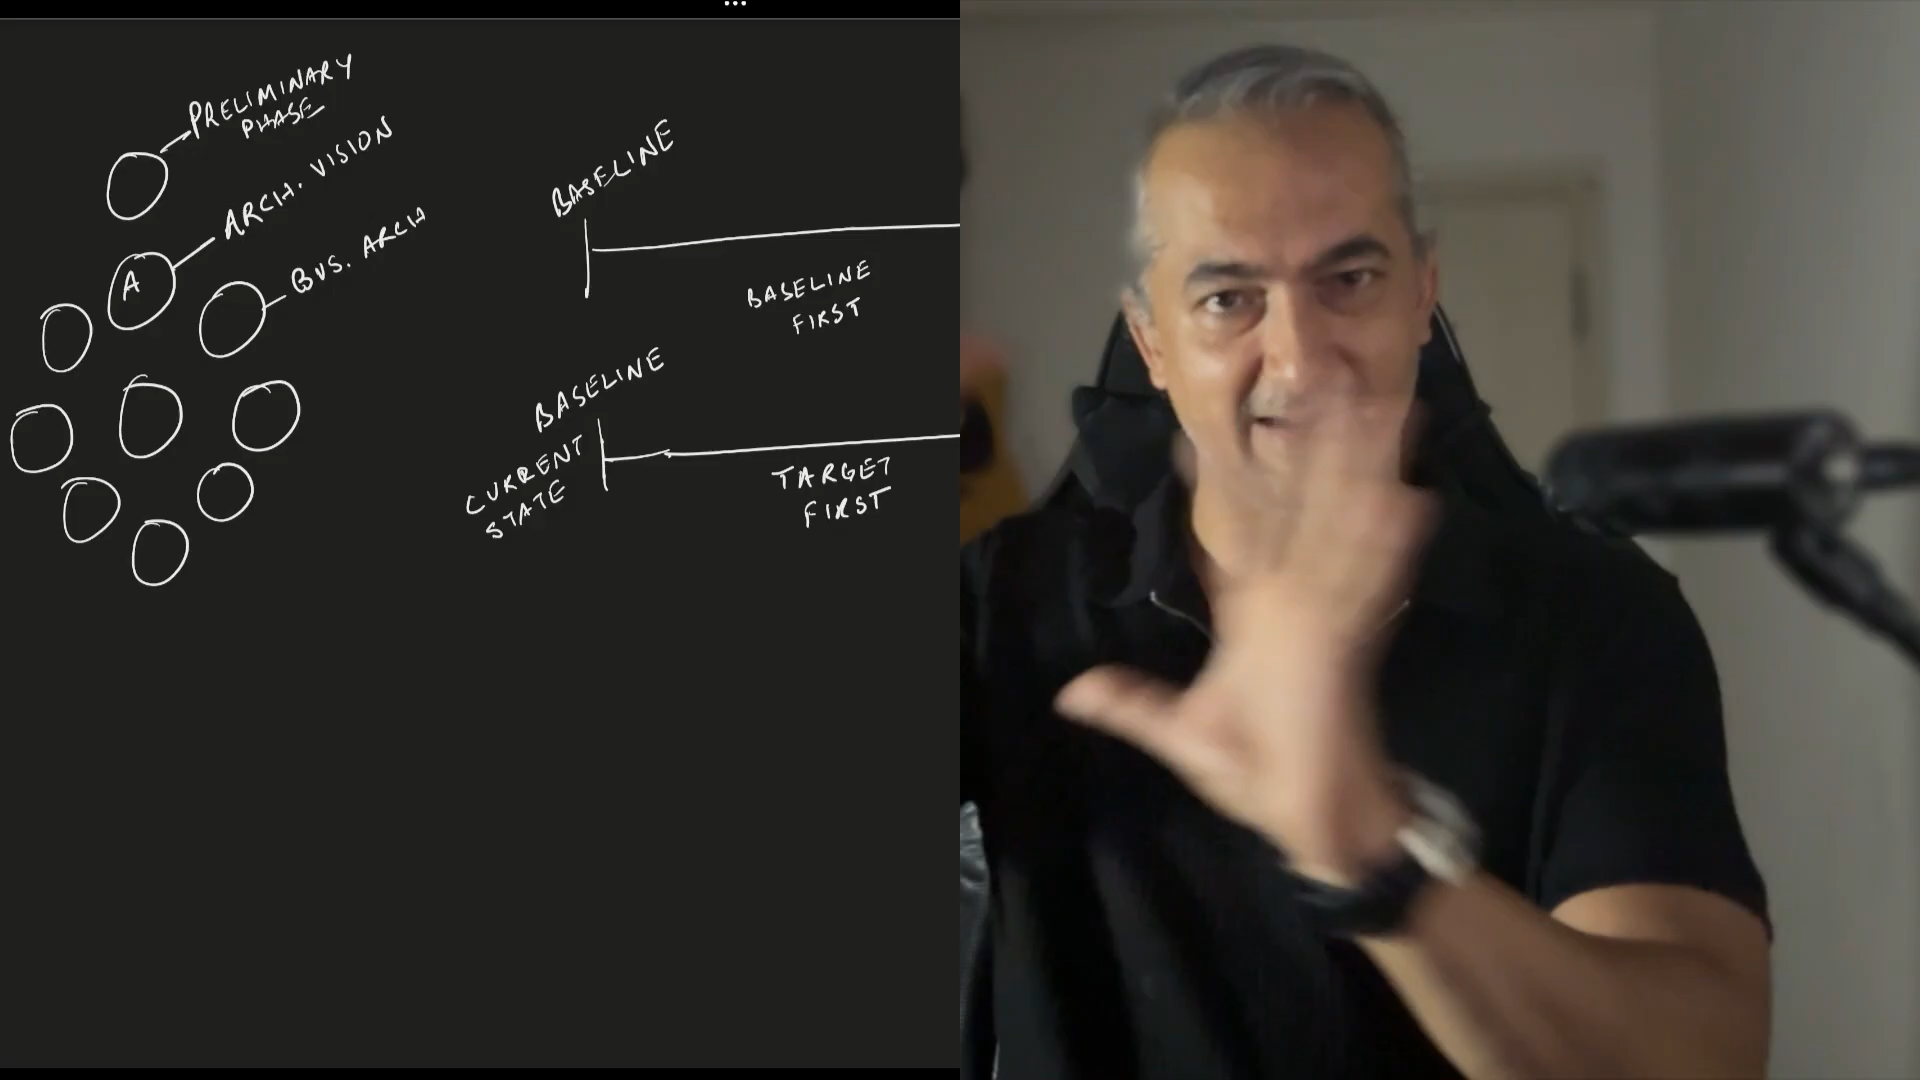 PRELIMINARY
PHASE
ARCH. VISION
A
BUS. ARCH
BASELINE
BASELINE
FIRST
BASELINE
CURRENT
STATE
TARGET
FIRST